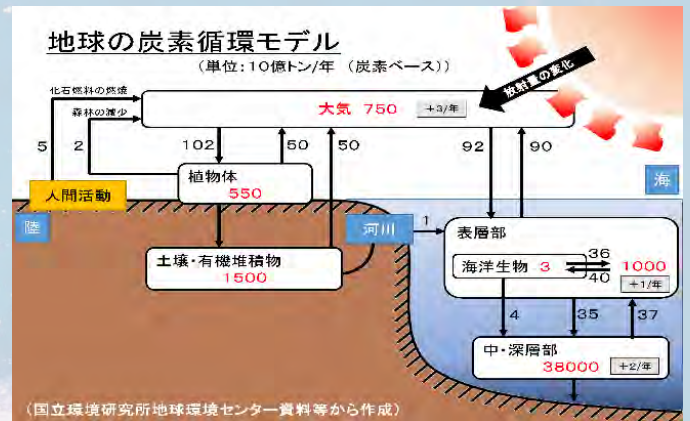 地球の炭素循環モデル
(単位:10億トン/年 (炭素ベース))
放射量の変化
化石燃料の燃焼
森林の減少
大気 750
+3/年
5
2
102
50
50
92
90
植物体
550
人間活動
陸
海
河川
1
表層部
土壌・有機堆積物
1500
海洋生物 3
36
40
1000
+1/年
4
35
37
中・深層部
38000
+2/年
(国立環境研究所地球環境センター資料等から作成)